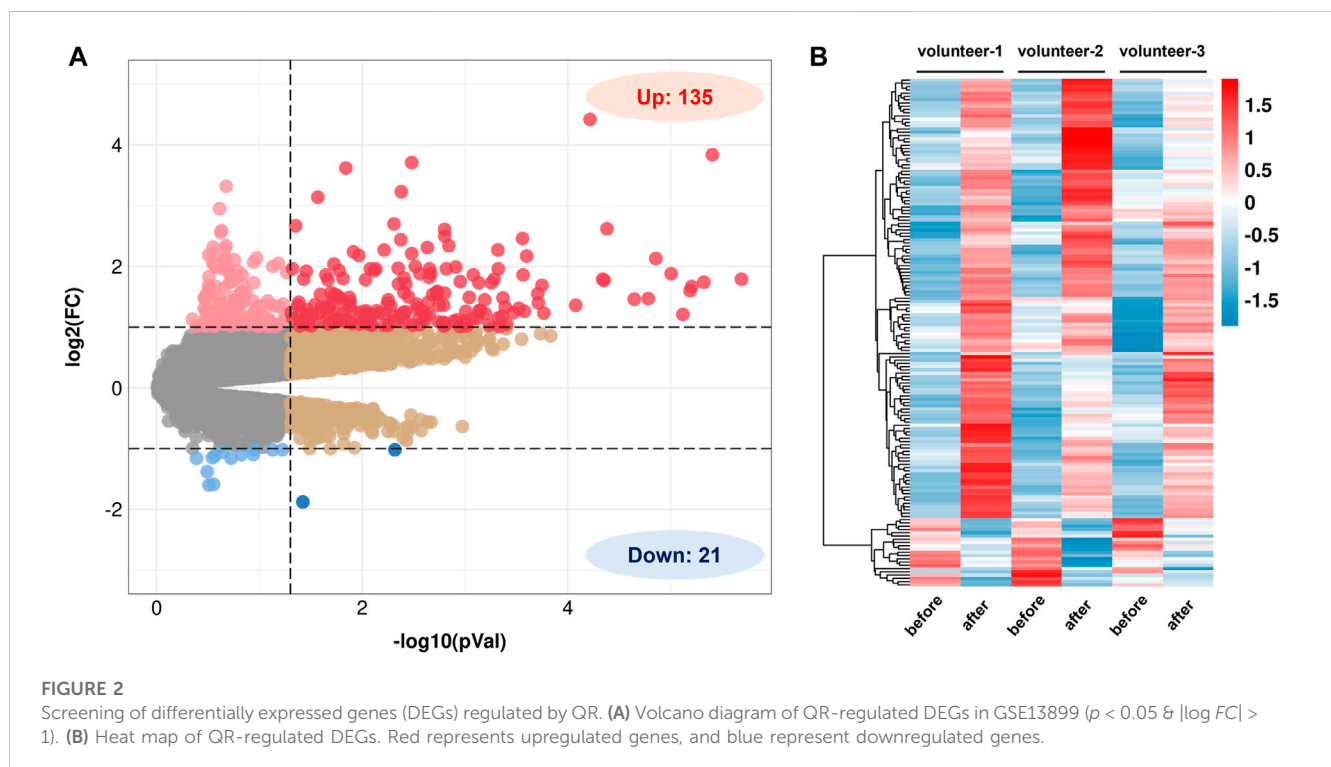 A
Up: 135
4
2
0
-2
log2(FC)
Down: 21
0
2
4
-log10(pVal)
B
volunteer-1 volunteer-2 volunteer-3
1.5
1
0.5
0
-0.5
-1
-1.5
before after before after before after
FIGURE 2
Screening of differentially expressed genes (DEGs) regulated by QR. (A) Volcano diagram of QR-regulated DEGs in GSE13899 (p < 0.05 & |log FC| >
1). (B) Heat map of QR-regulated DEGs. Red represents upregulated genes, and blue represent downregulated genes.